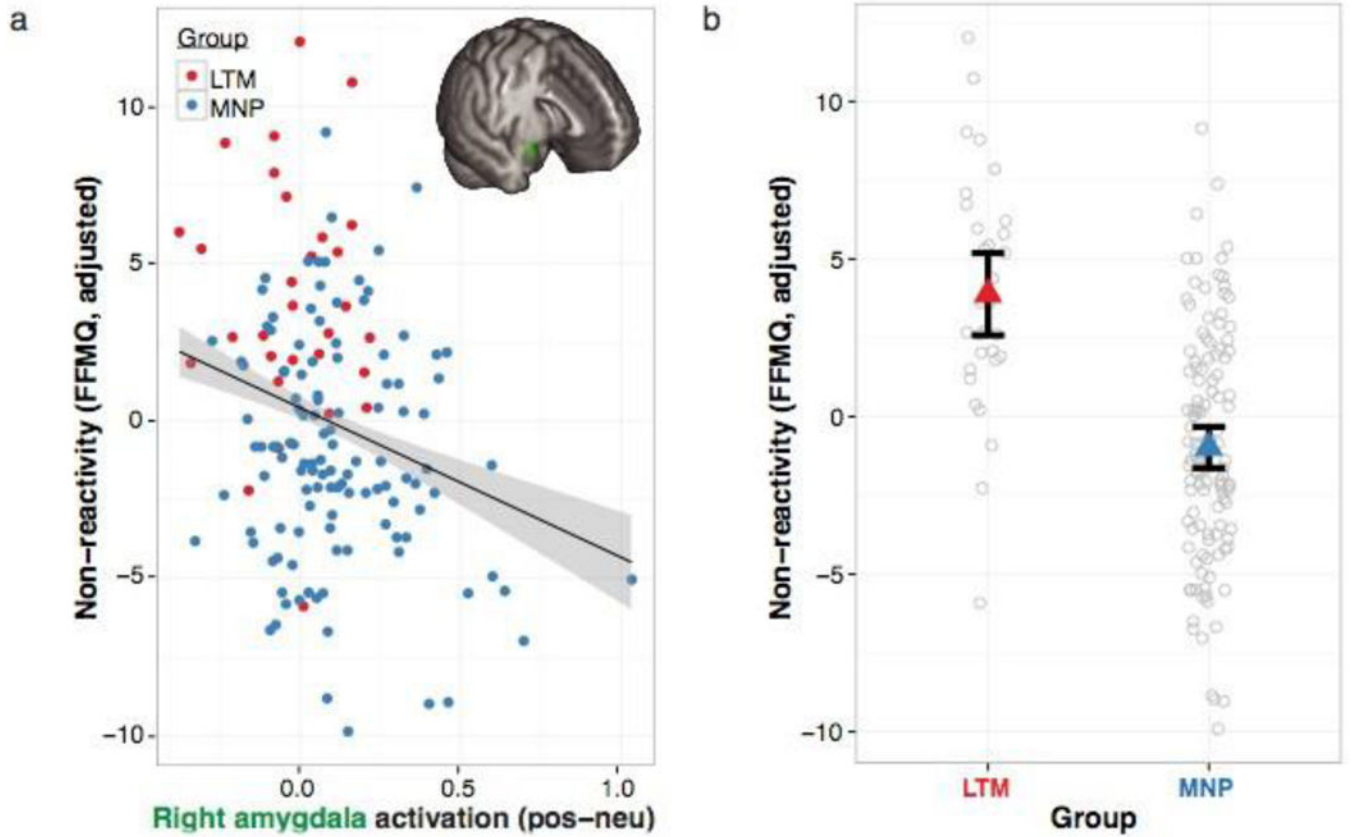 a
Group
LTM
MNP
10
5
0
−5
−10
Non−reactivity (FFMQ, adjusted)
0.0 0.5 1.0
Right amygdala activation (pos−neu)
b
10
5
0
−5
−10
Non−reactivity (FFMQ, adjusted)
LTM MNP
Group